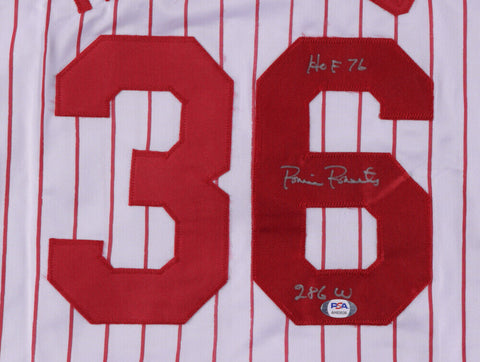 HOF 76
36
Robin Roberts
286 W
PSA